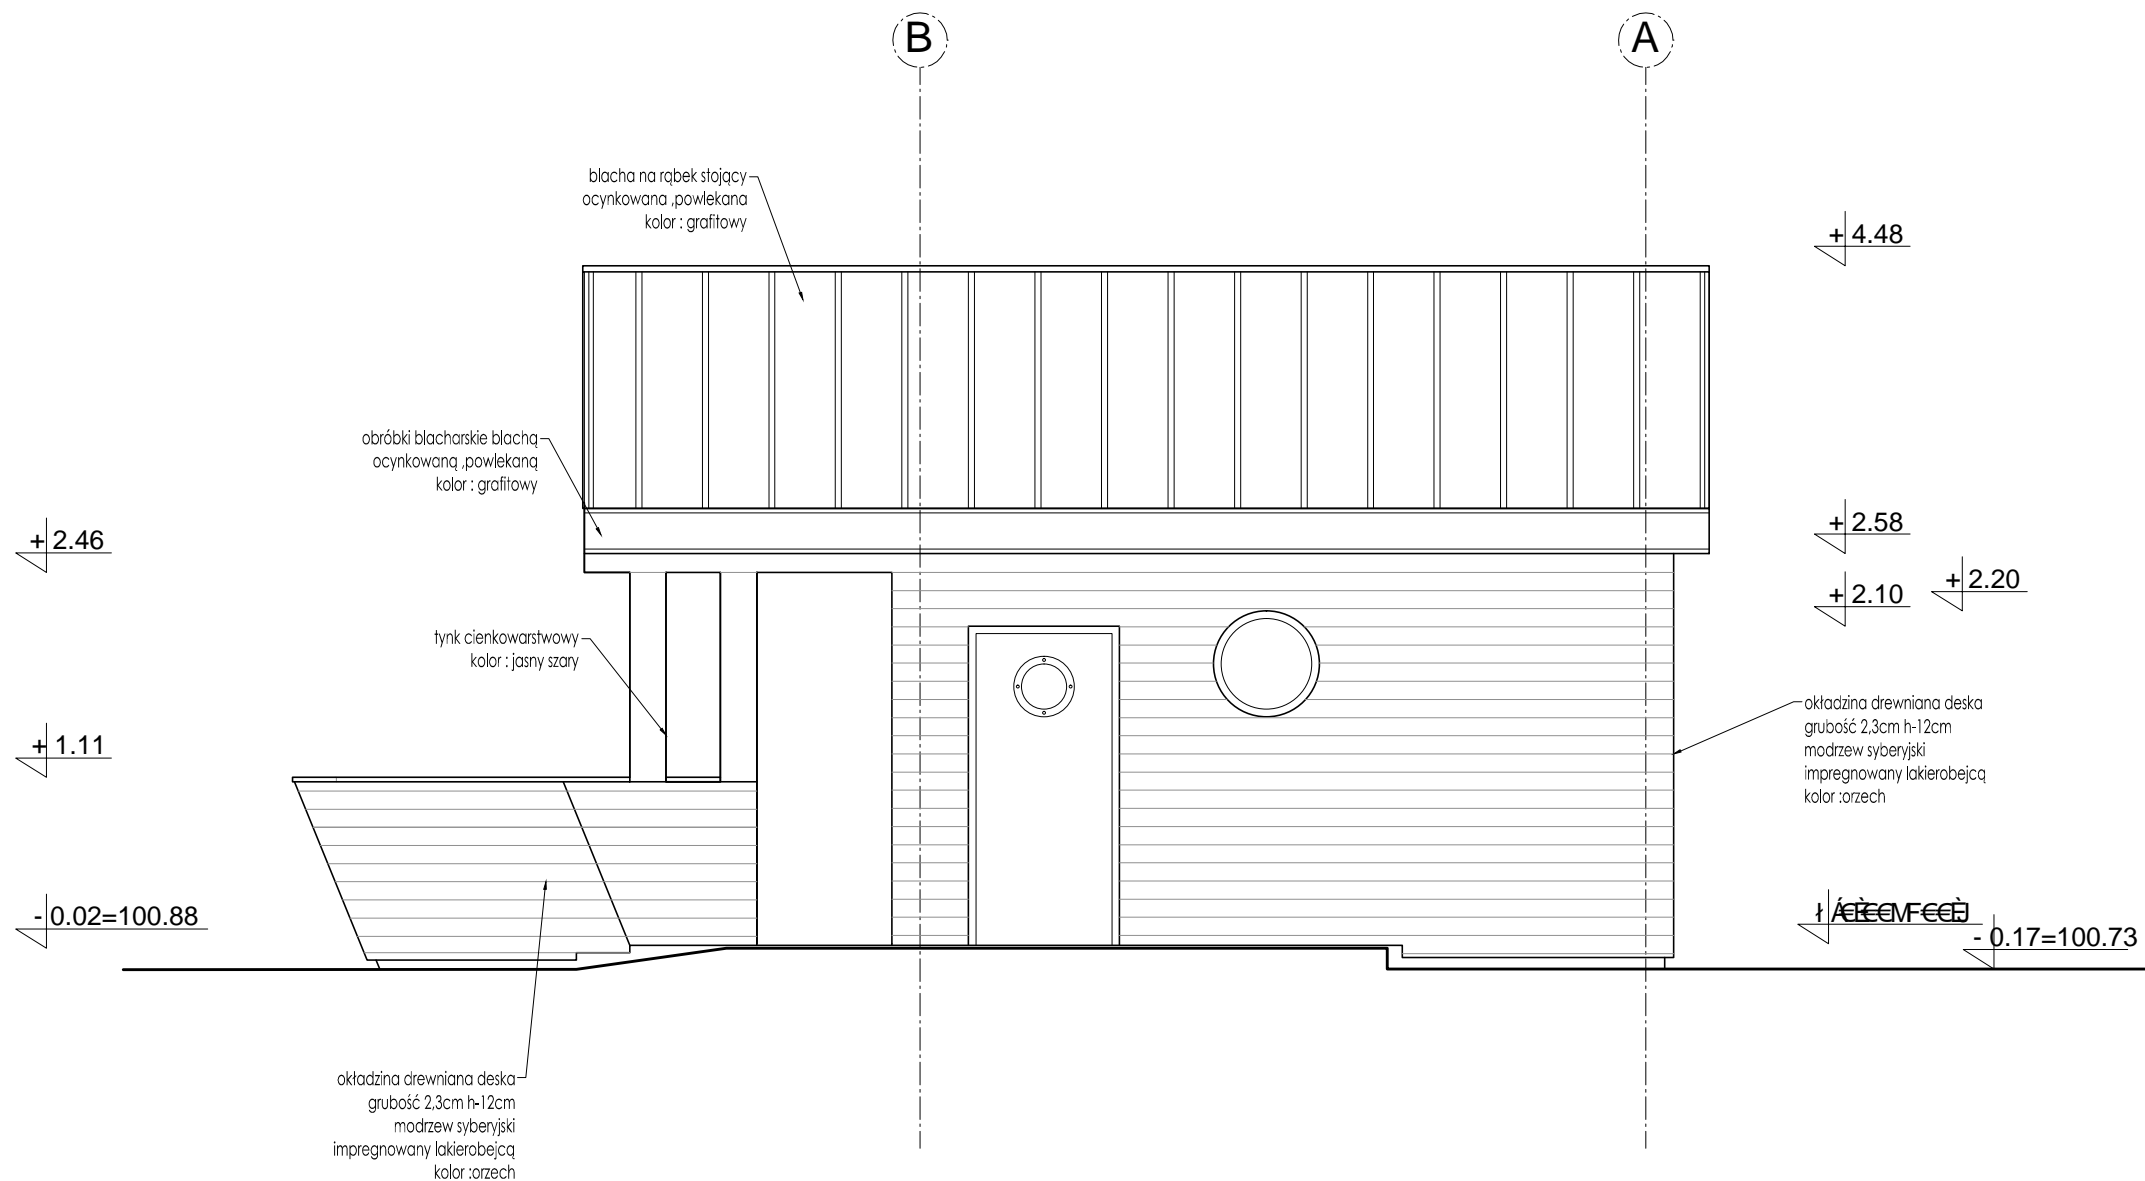 B
A
blacha na rąbek stojący
ocynkowana ,powlekana
kolor : grafitowy
+ 4.48
obróbki blacharskie blachą
ocynkowaną ,powlekaną
kolor : grafitowy
+ 2.46
+ 2.58
+ 2.20
+ 2.10
tynk cienkowarstwowy
kolor : jasny szary
okładzina drewniana deska
grubość 2,3cm h-12cm
modrzew syberyjski
impregnowany lakierobejcą
kolor :orzech
+ 1.11
- 0.02=100.88
- 0.17=100.73
okładzina drewniana deska
grubość 2,3cm h-12cm
modrzew syberyjski
impregnowany lakierobejcą
kolor :orzech